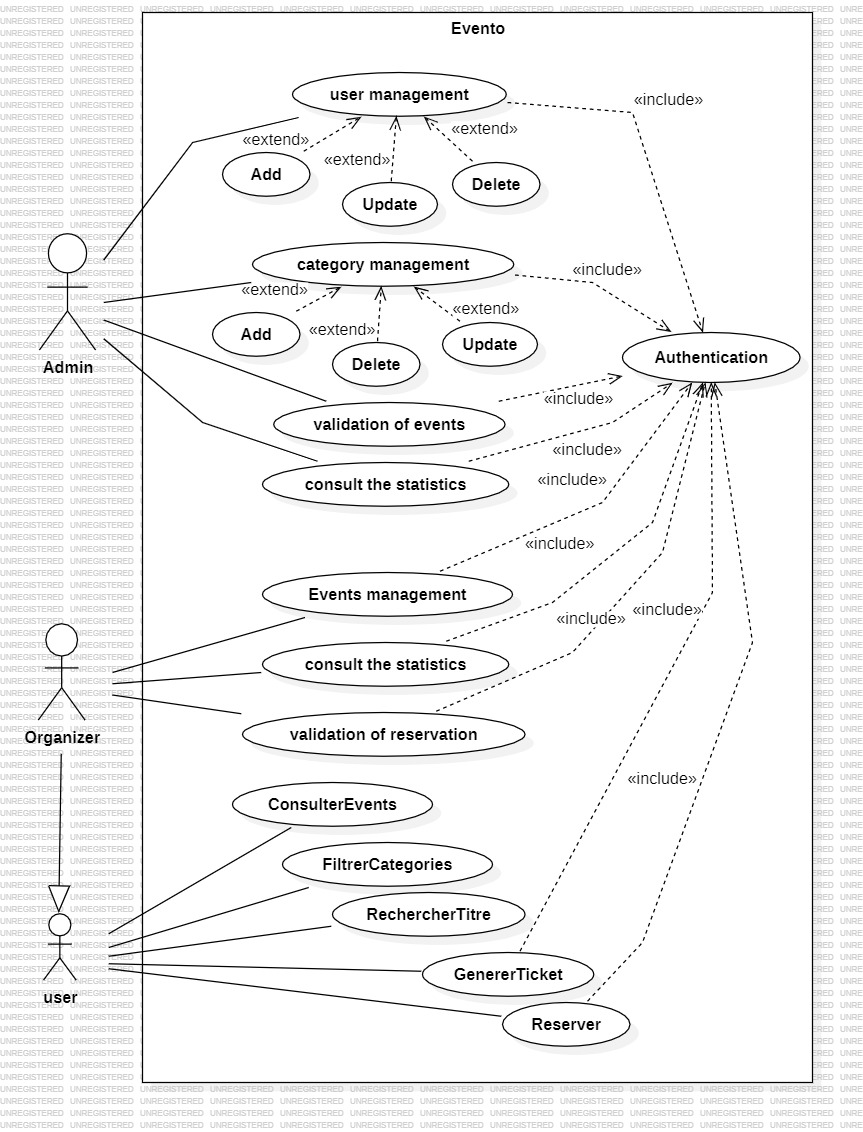 Evento
user management
«include»
«extend»
«extend»
«extend»
Add
Update
Delete
category management
«include»
«extend»
«extend»
«extend»
Add
Delete
Update
Admin
Authentication
validation of events
«include»
consult the statistics
«include»
«include»
«include»
Events management
«include»
«include»
consult the statistics
Organizer
validation of reservation
«include»
ConsulterEvents
FiltrerCategories
RechercherTitre
GenererTicket
user
Reserver
UNREGISTERED